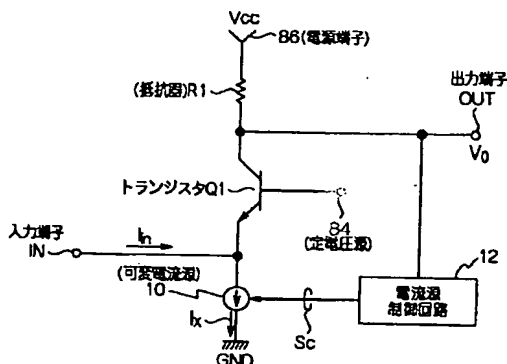 Vcc
86(電源端子)
(抵抗器)R1
出力端子
OUT
V0
トランジスタQ1
84
(定電圧源)
入力端子
IN
In
(可変電流源)
10
12
電流源
制御回路
Ix
Sc
GND